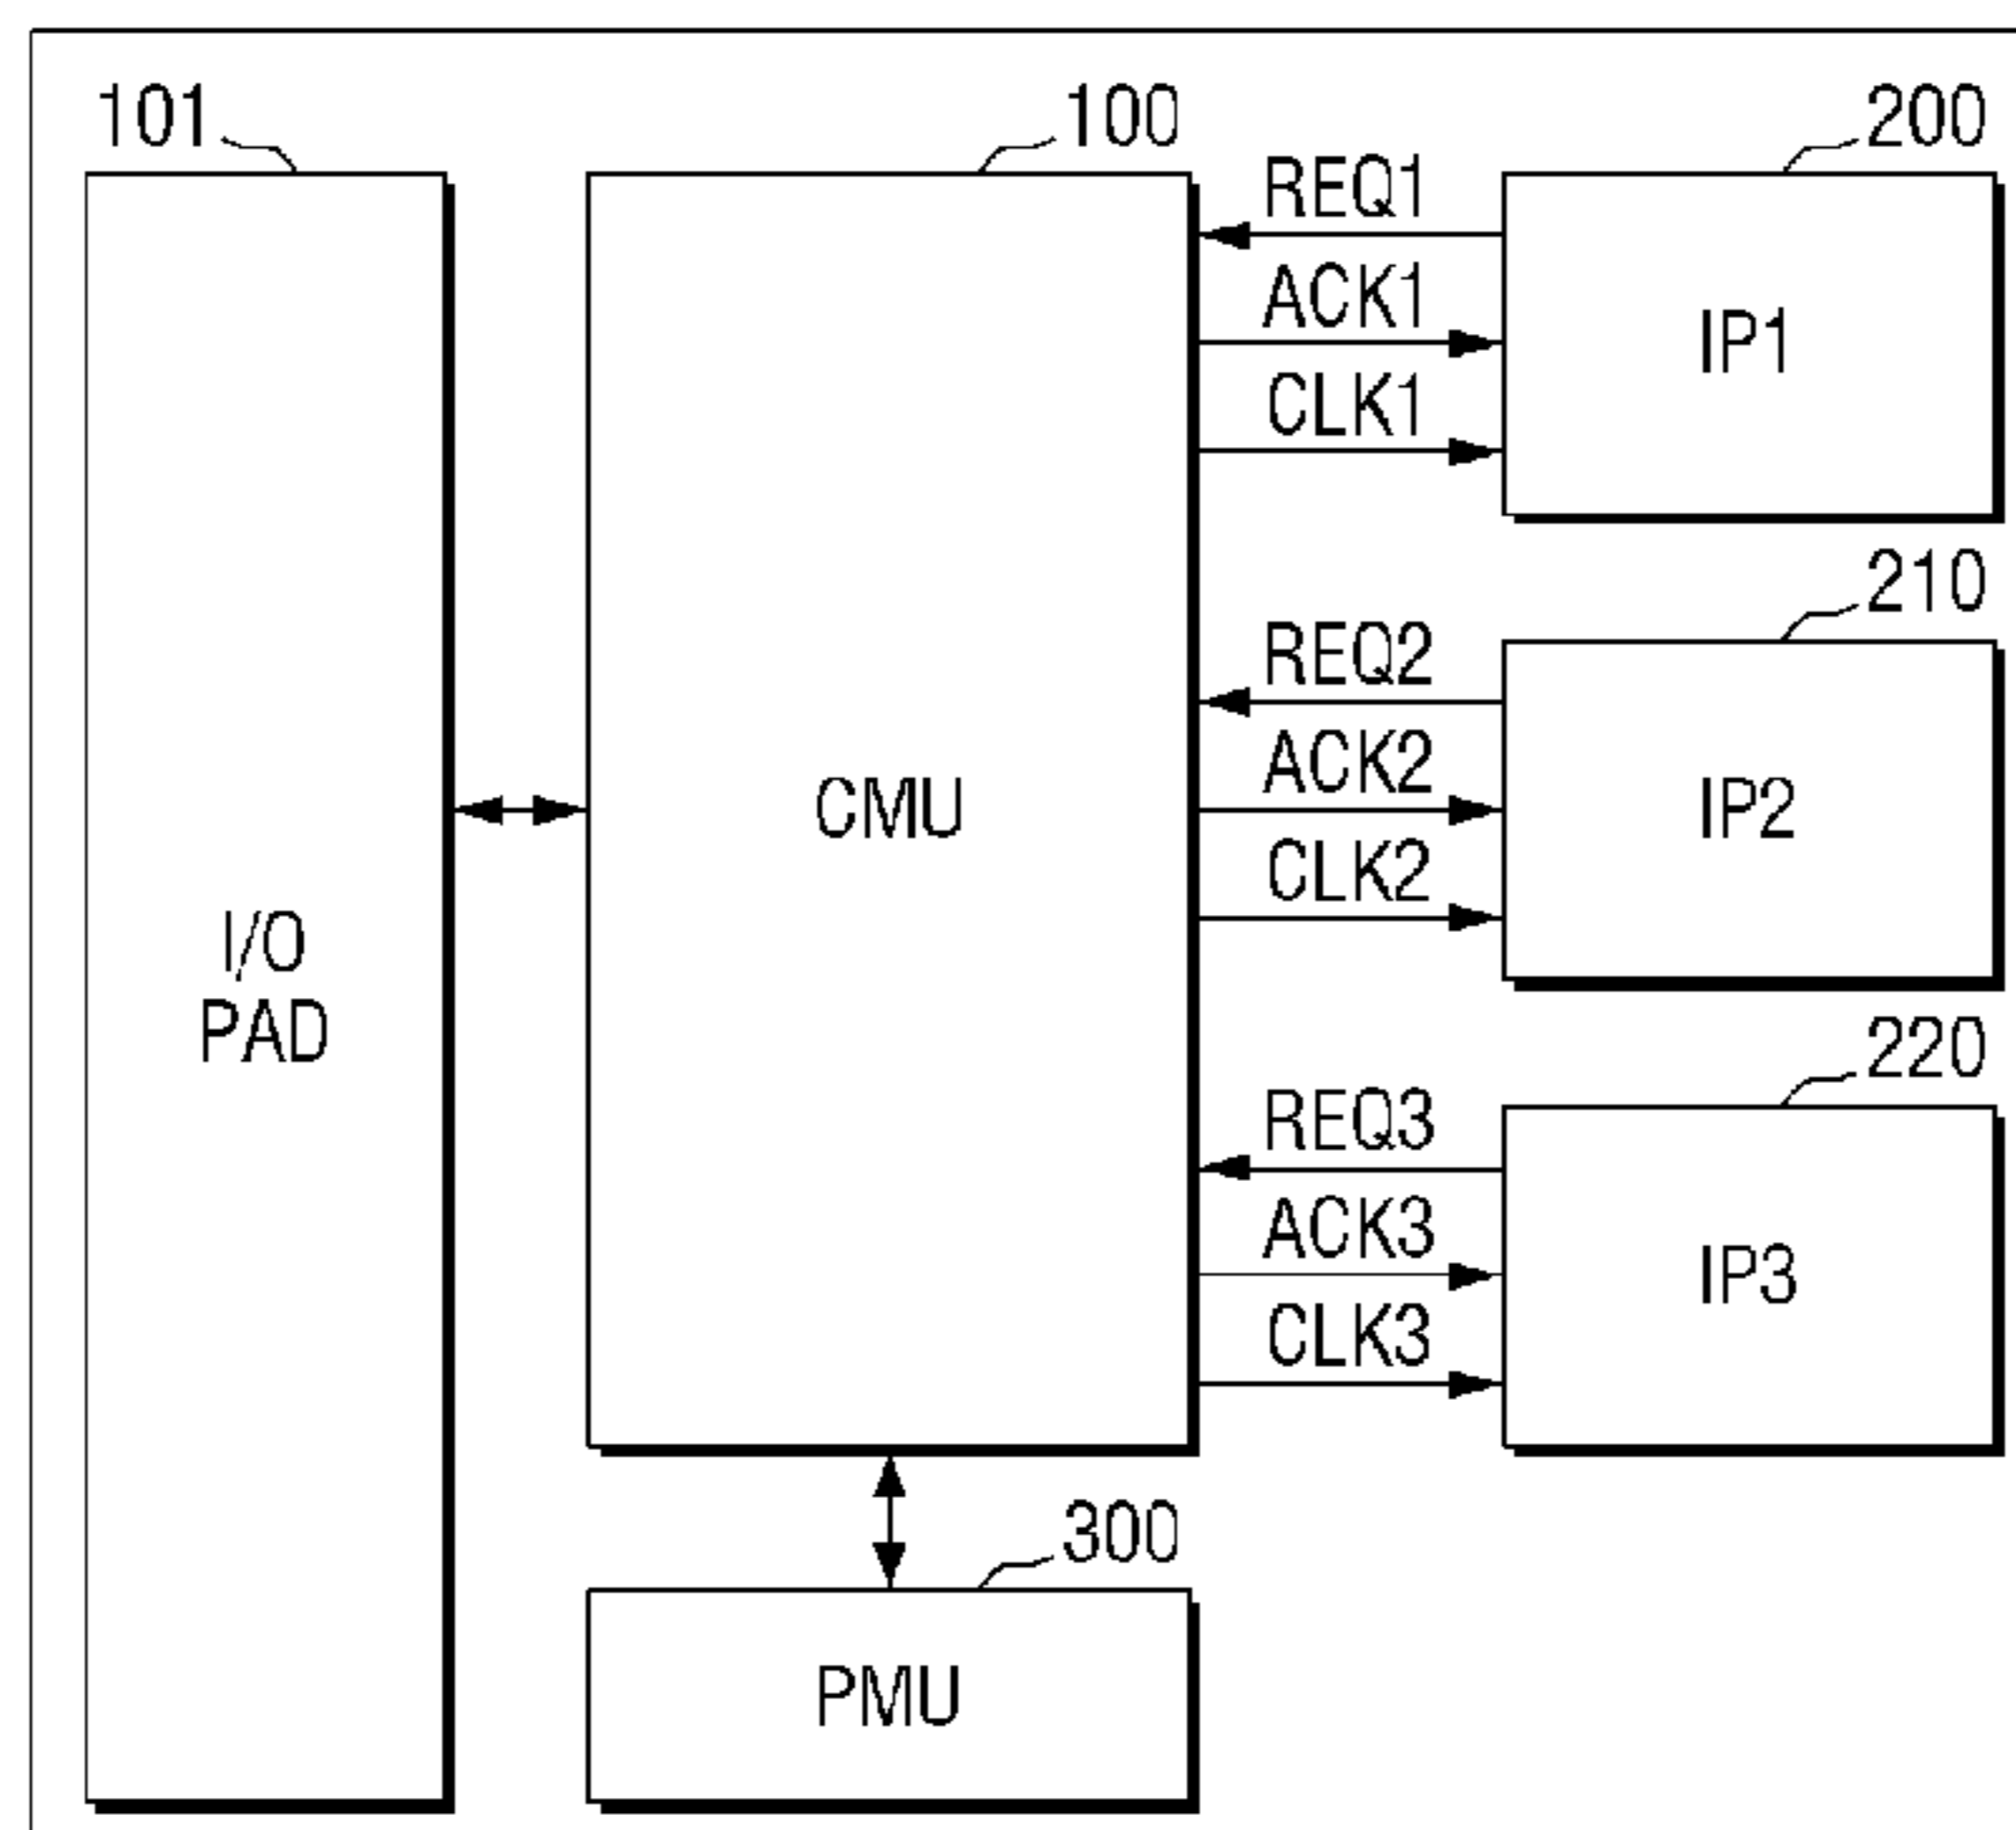 101
100
200
REQ1
ACK1
CLK1
IP1
210
REQ2
ACK2
CLK2
IP2
CMU
I/O
PAD
220
REQ3
ACK3
CLK3
IP3
300
PMU